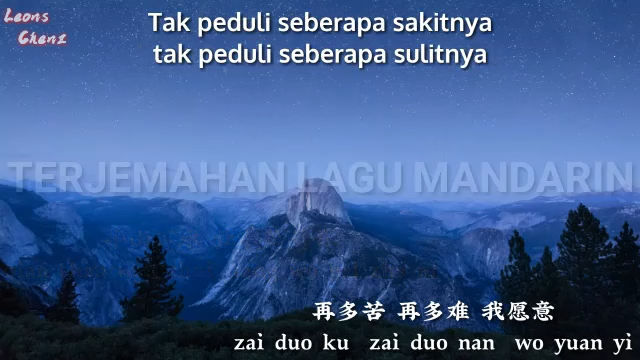 Leons
Chenz
Tak peduli seberapa sakitnya
tak peduli seberapa sulitnya
TERJEMAHAN LAGU MANDARIN
再多苦 再多难 我愿意
zai duo ku zai duo nan wo yuan yi